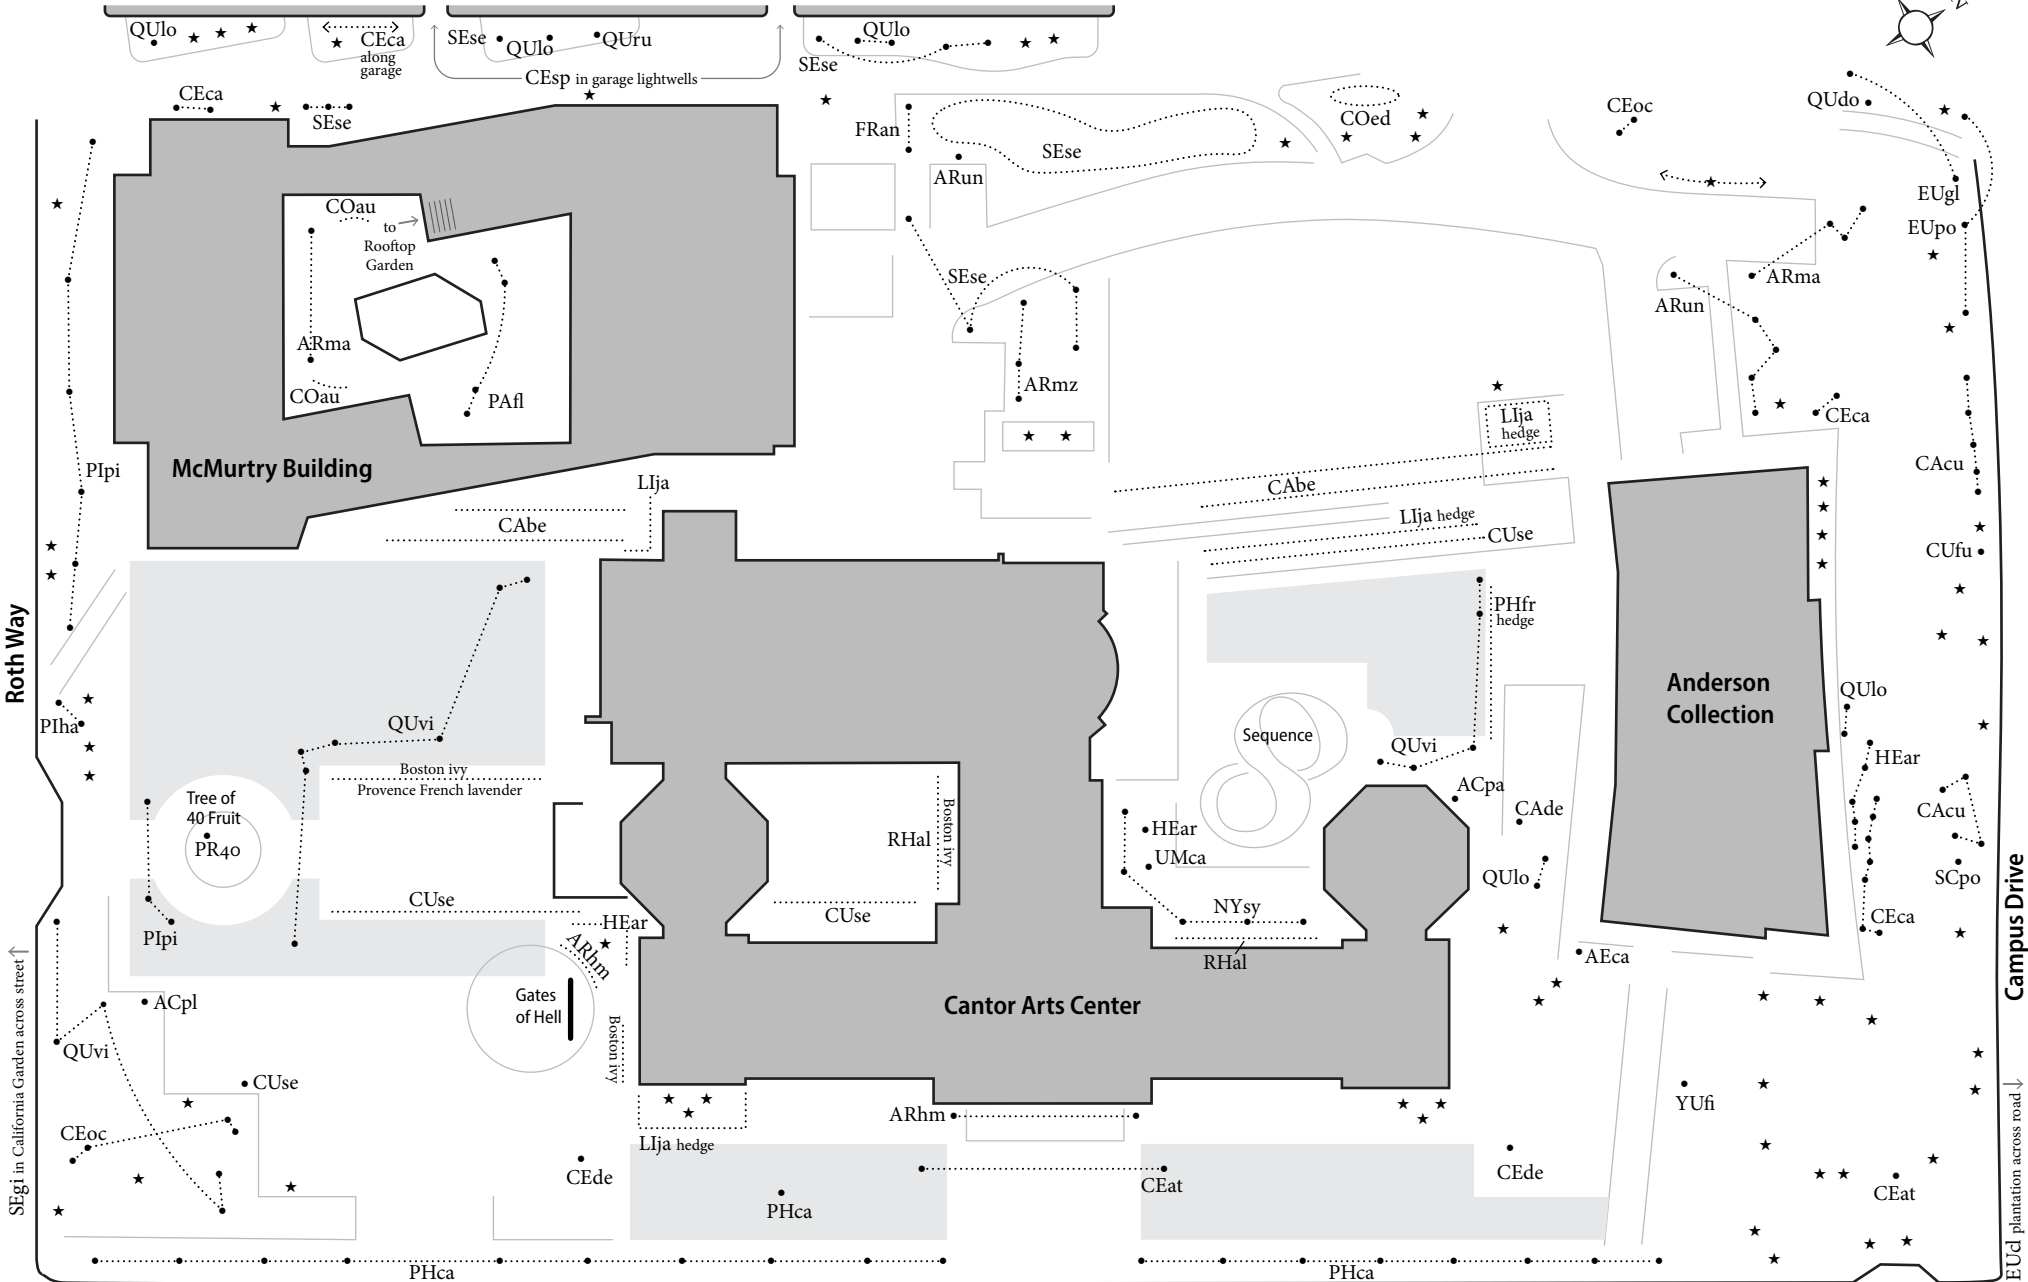 QUlo
CEca
along
garage
SEse
QUlo
QUru
CEsp in garage lightwells
QUlo
SEse
CEca
SEse
FRan
ARun
SEse
COed
CEoc
QUdo
EUgl
EUpo
COau
to
Rooftop
Garden
ARma
COau
PAfl
SEse
ARmz
ARma
ARun
CEca
LIja
hedge
PIpi
McMurtry Building
LIja
CAbe
CAbe
LIja hedge
CUse
CAcu
CUfu
Roth Way
PHfr
hedge
PIha
QUvi
Boston ivy
Provence French lavender
Tree of
40 Fruit
PR40
RHal
Boston ivy
Sequence
QUvi
ACpa
CAde
Anderson
Collection
QUlo
HEar
CAcu
SCpo
HEar
UMca
QUlo
CUse
CUse
NYsy
RHal
HEar
ARhm
PIpi
CEca
AEca
Campus Drive
Gates
of Hell
Boston ivy
Cantor Arts Center
ACpl
QUvi
CUse
SEgi in California Garden across street
CEoc
ARhm
LIja hedge
YUfi
CEde
CEat
CEde
CEat
PHca
EUcl plantation across road
PHca
PHca